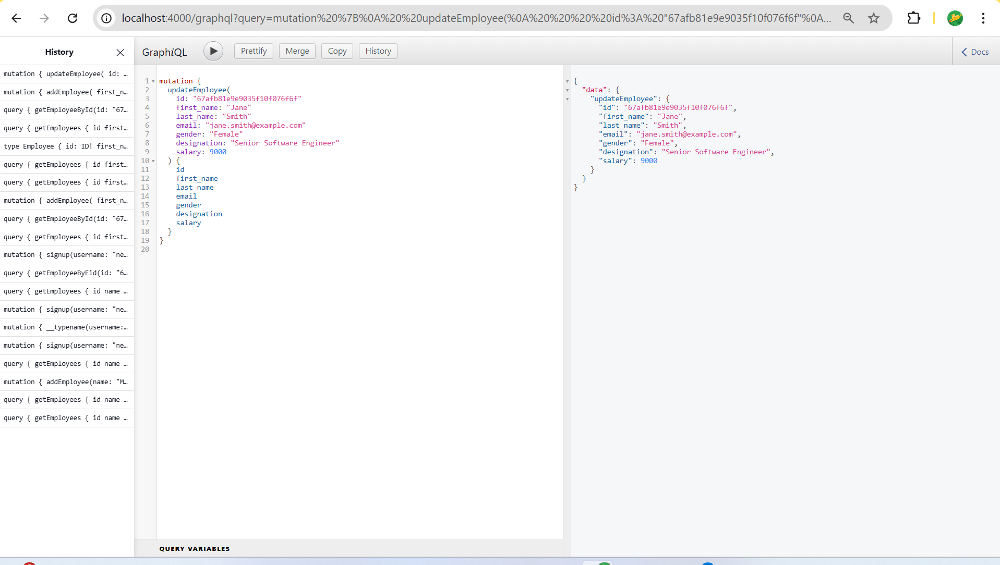 localhost:4000/graphql?query=mutation%20%7B%0A%20%20updateEmployee(%0A%20%20%20%20id%3A%20"67afb81e9e9035f10f076f6f"%0A...
History
mutation { updateEmployee( id: …
mutation { addEmployee( first_n…
query { getEmployeeById(id: "67…
query { getEmployees { id first…
type Employee { id: ID! first_n…
query { getEmployees { id first…
query { getEmployees { id first…
mutation { addEmployee( first_n…
query { getEmployeeById(id: "67…
query { getEmployees { id first…
mutation { signup(username: "ne…
query { getEmployeeByEid(id: "6…
query { getEmployees { id name …
mutation { signup(username: "ne…
mutation { __typename(username:…
mutation { signup(username: "ne…
query { getEmployees { id name …
mutation { addEmployee(name: "M…
query { getEmployees { id name …
query { getEmployees { id name …
GraphiQL Prettify Merge Copy History Docs
1 mutation {
2 updateEmployee(
3 id: "67afb81e9e9035f10f076f6f"
4 first_name: "Jane"
5 last_name: "Smith"
6 email: "jane.smith@example.com"
7 gender: "Female"
8 designation: "Senior Software Engineer"
9 salary: 9000
10 ) {
11 id
12 first_name
13 last_name
14 email
15 gender
16 designation
17 salary
18 }
19 }
20
QUERY VARIABLES
{
"data": {
"updateEmployee": {
"id": "67afb81e9e9035f10f076f6f",
"first_name": "Jane",
"last_name": "Smith",
"email": "jane.smith@example.com",
"gender": "Female",
"designation": "Senior Software Engineer",
"salary": 9000
}
}
}